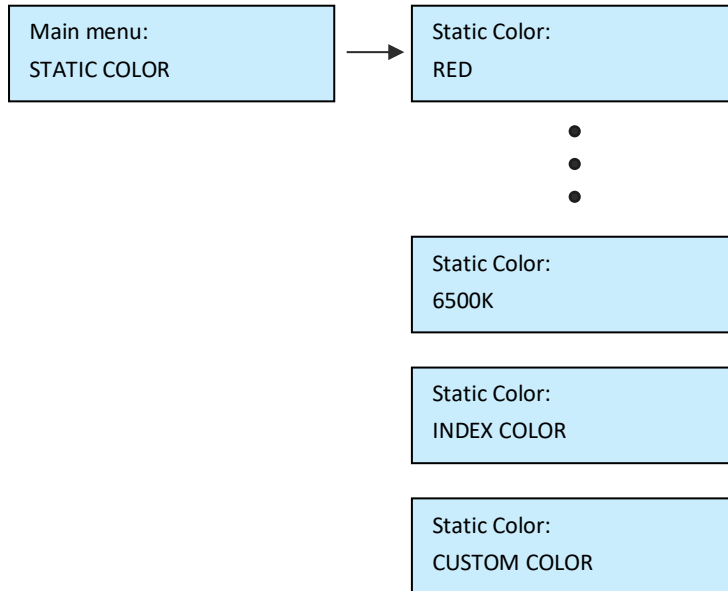 Main menu:
STATIC COLOR
Static Color:
RED
Static Color:
6500K
Static Color:
INDEX COLOR
Static Color:
CUSTOM COLOR